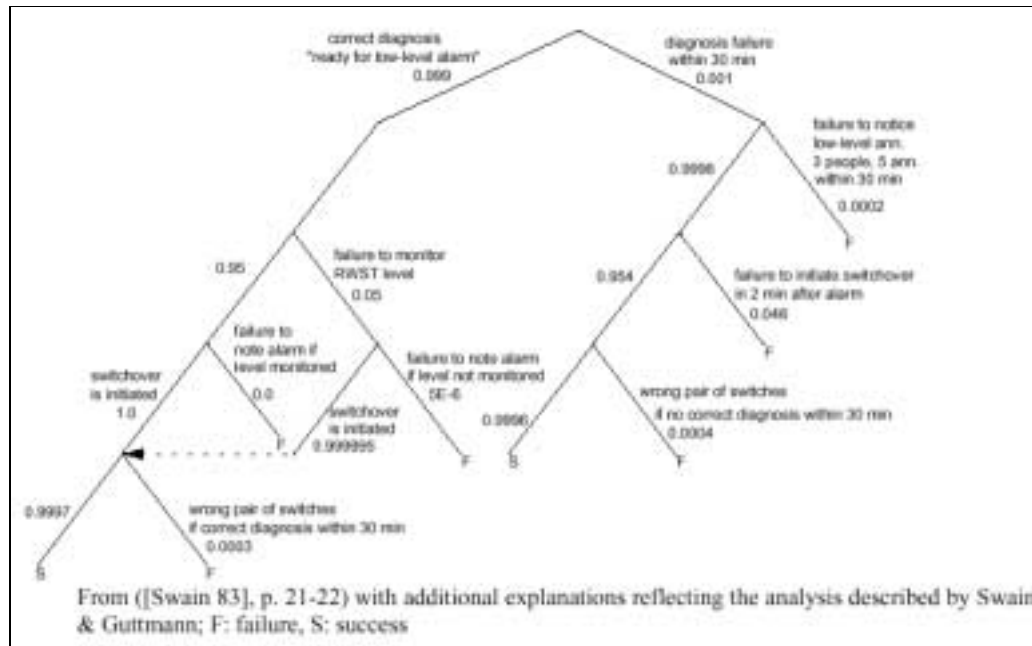 correct diagnosis
"ready for low-level alarm"
0.999
diagnosis failure
within 30 min
0.001
failure to notice
low-level ann.
3 people, 5 ann.
within 30 min
0.0002
F
0.9998
0.95
failure to monitor
RWST level
0.05
0.954
failure to initiate switchover
in 2 min after alarm
0.046
F
switchover
is initiated
1.0
failure to
note alarm if
level monitored
0.0
F
switchover
is initiated
0.999995
failure to note alarm
if level not monitored
5E-6
F
0.9996
S
wrong pair of switches
if no correct diagnosis within 30 min
0.0004
F
0.9997
S
wrong pair of switches
if correct diagnosis within 30 min
0.0003
F
From ([Swain 83], p. 21-22) with additional explanations reflecting the analysis described by Swain
& Guttmann; F: failure, S: success